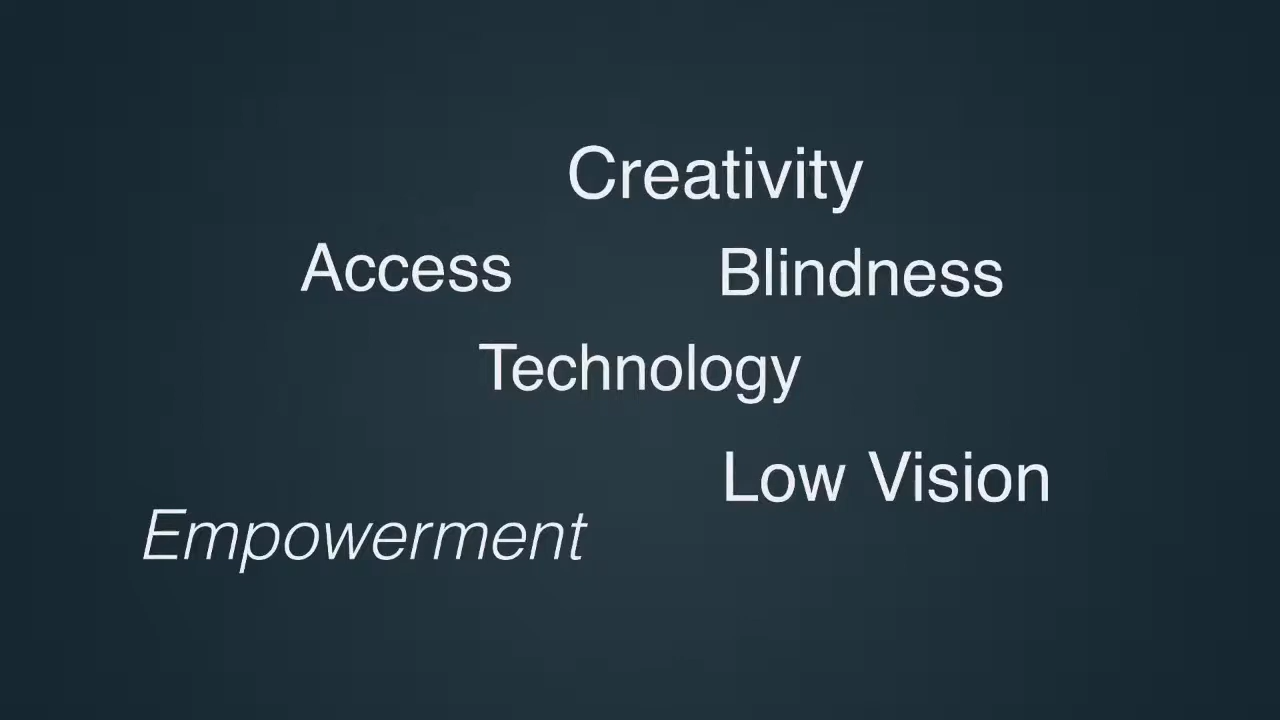 Creativity
Access
Blindness
Technology
Low Vision
Empowerment